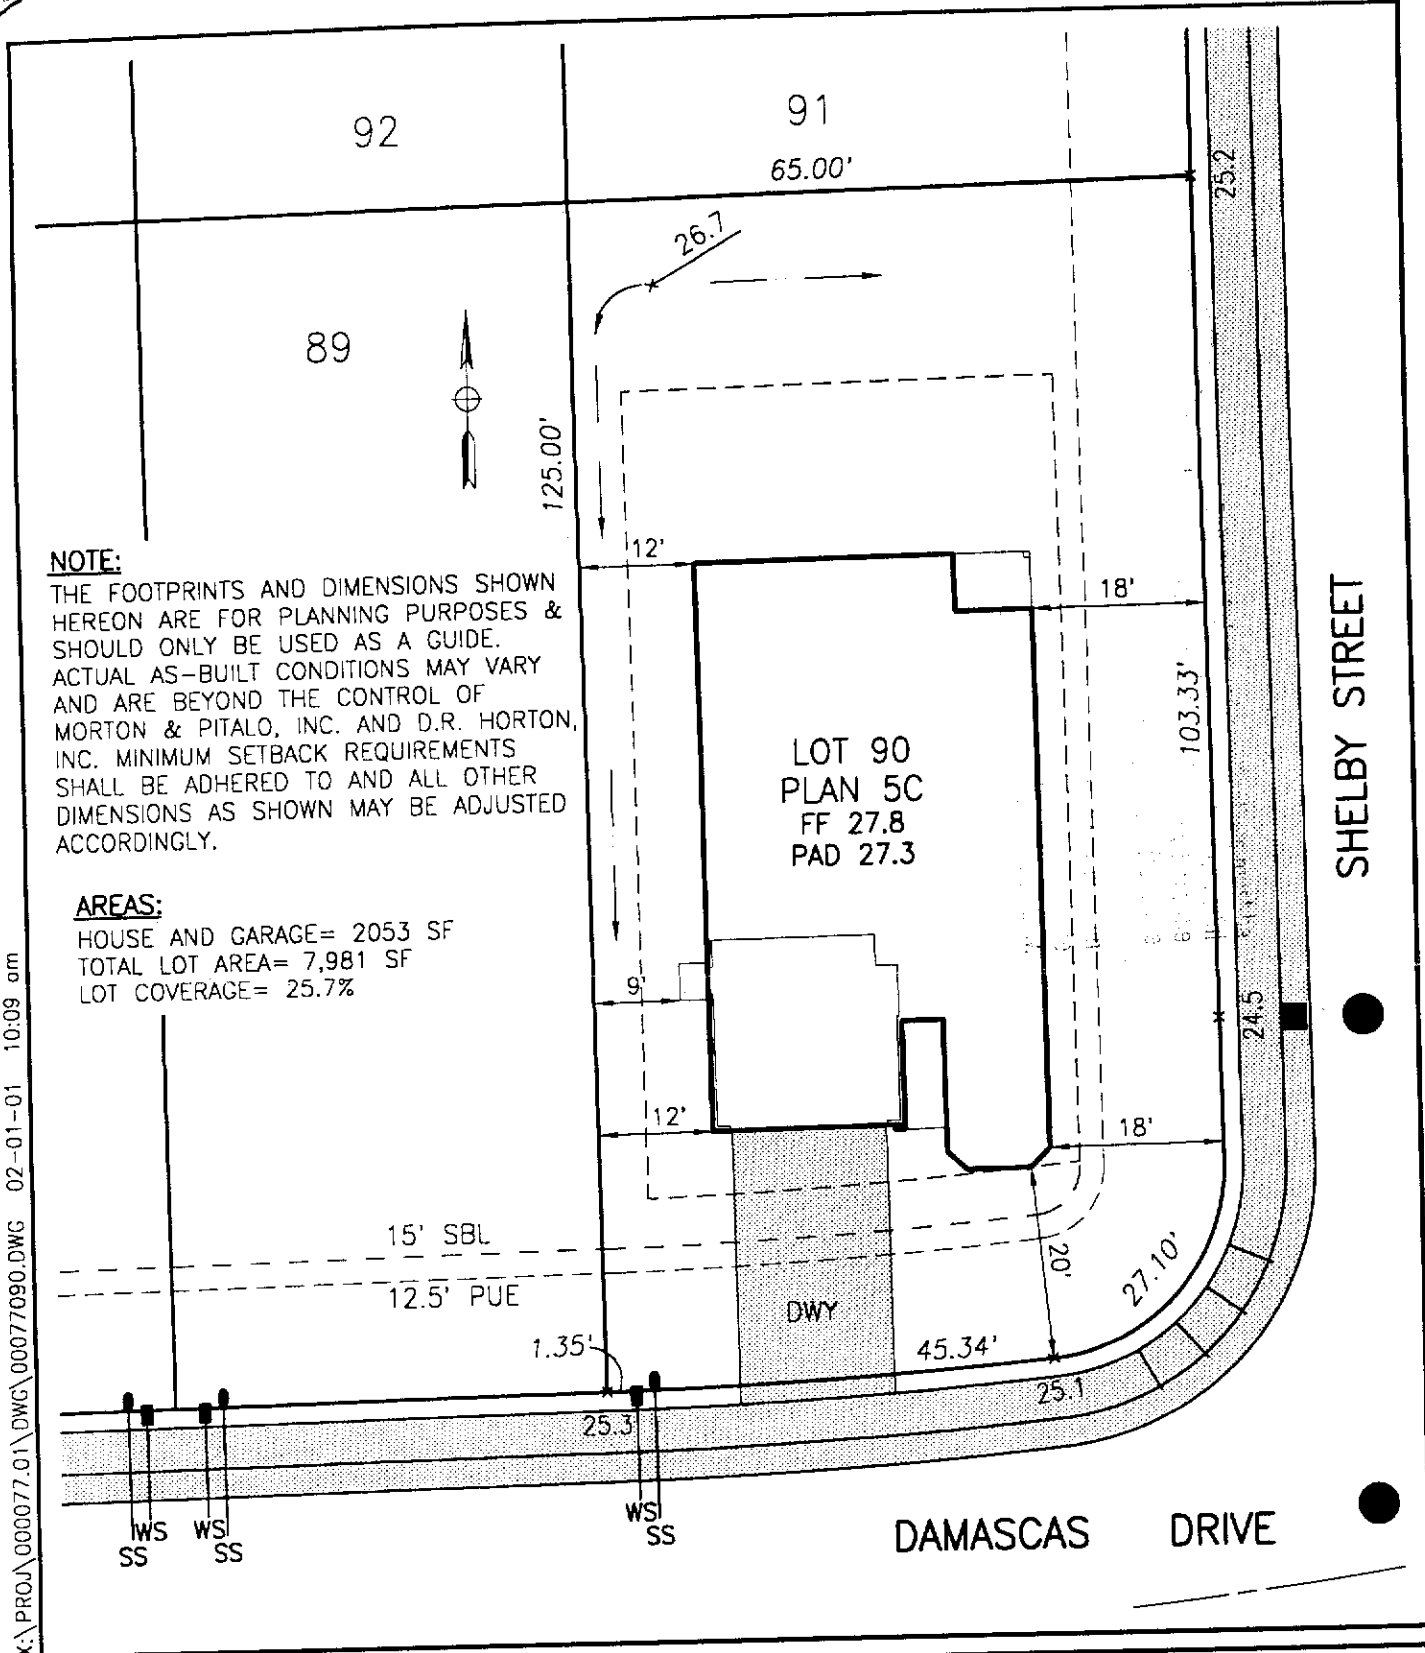 92
91
65.00'
25.2
26.7
89
125.00'
12'
18'
NOTE:
THE FOOTPRINTS AND DIMENSIONS SHOWN
HEREON ARE FOR PLANNING PURPOSES &
SHOULD ONLY BE USED AS A GUIDE.
ACTUAL AS-BUILT CONDITIONS MAY VARY
AND ARE BEYOND THE CONTROL OF
MORTON & PITALO, INC. AND D.R. HORTON,
INC. MINIMUM SETBACK REQUIREMENTS
SHALL BE ADHERED TO AND ALL OTHER
DIMENSIONS AS SHOWN MAY BE ADJUSTED
ACCORDINGLY.
103.33'
SHELBY STREET
LOT 90
PLAN 5C
FF 27.8
PAD 27.3
AREAS:
HOUSE AND GARAGE= 2053 SF
TOTAL LOT AREA= 7,981 SF
LOT COVERAGE= 25.7%
9'
24.5
12'
18'
15' SBL
12.5' PUE
20'
27.10'
DWY
1.35'
45.34'
25.3
25.1
WS
SS
WS
SS
WS
SS
DAMASCAS DRIVE
X:\PROJ\000077.01\DWG\00077090.DWG 02-01-01 10:09 am